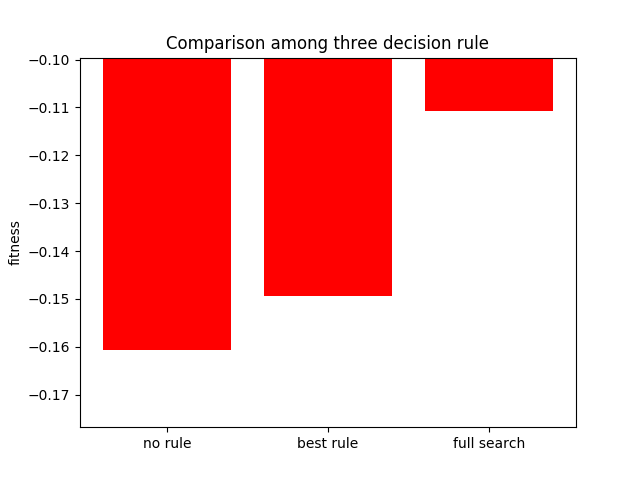 Comparison among three decision rule
−0.10
−0.11
−0.12
−0.13
−0.14
−0.15
−0.16
−0.17
fitness
no rule
best rule
full search